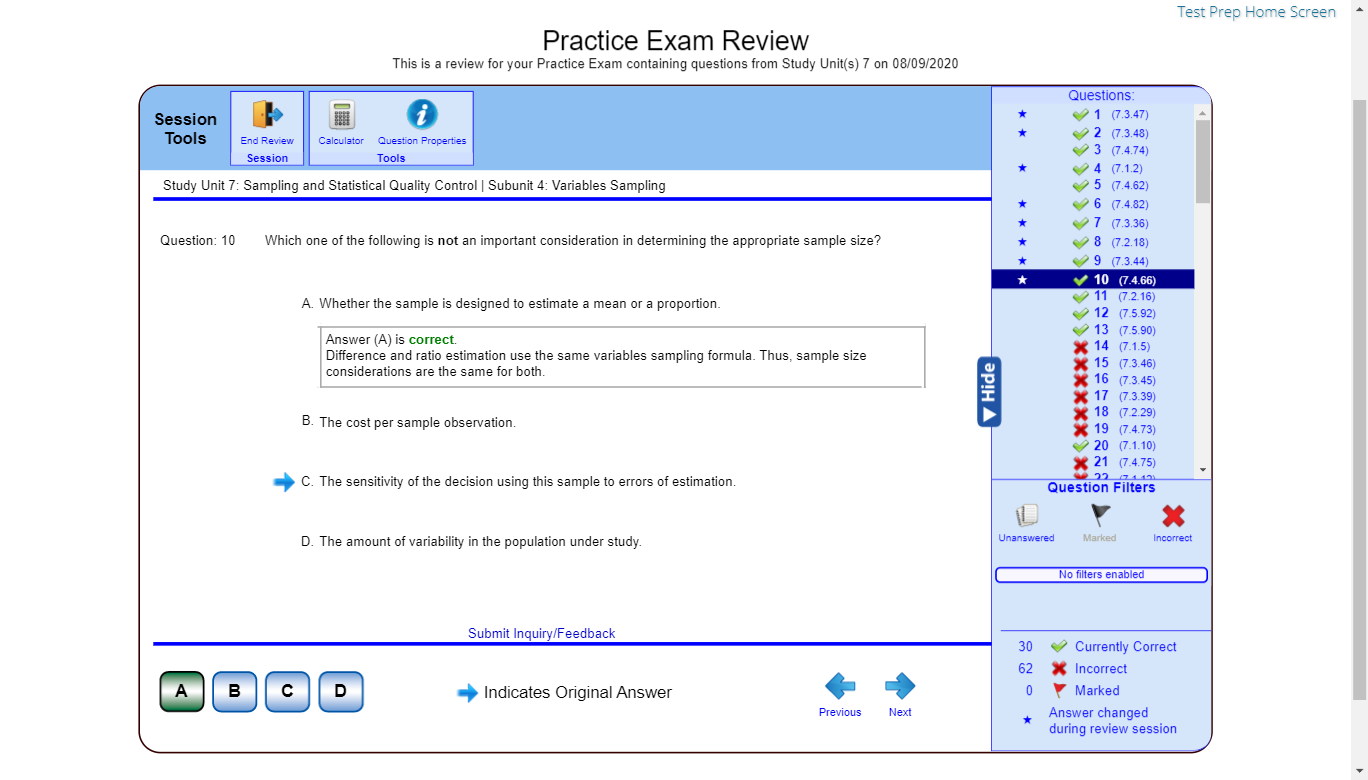 Test Prep Home Screen
Practice Exam Review
This is a review for your Practice Exam containing questions from Study Unit(s) 7 on 08/09/2020
Session Tools
End Review
Session
Calculator
Question Properties
Tools
Study Unit 7: Sampling and Statistical Quality Control | Subunit 4: Variables Sampling
Question: 10
Which one of the following is not an important consideration in determining the appropriate sample size?
A. Whether the sample is designed to estimate a mean or a proportion.
Answer (A) is correct.
Difference and ratio estimation use the same variables sampling formula. Thus, sample size
considerations are the same for both.
B. The cost per sample observation.
C. The sensitivity of the decision using this sample to errors of estimation.
D. The amount of variability in the population under study.
Submit Inquiry/Feedback
A
B
C
D
Indicates Original Answer
Previous
Next
Hide
Questions:
1 (7.3.47)
2 (7.3.48)
3 (7.4.74)
4 (7.1.2)
5 (7.4.62)
6 (7.4.82)
7 (7.3.36)
8 (7.2.18)
9 (7.3.44)
10 (7.4.66)
11 (7.2.16)
12 (7.5.92)
13 (7.5.90)
14 (7.1.5)
15 (7.3.46)
16 (7.3.45)
17 (7.3.39)
18 (7.2.29)
19 (7.4.73)
20 (7.1.10)
21 (7.4.75)
22
Question Filters
Unanswered
Marked
Incorrect
No filters enabled
30 Currently Correct
62 Incorrect
0 Marked
Answer changed
during review session